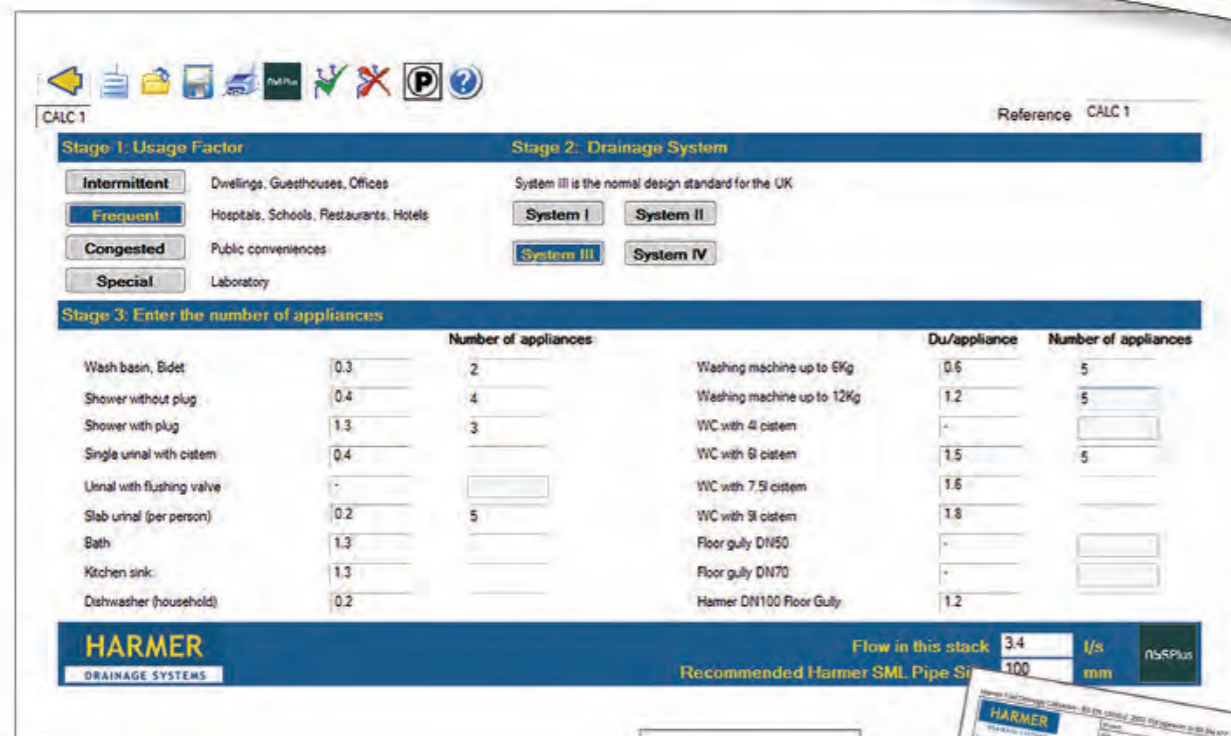 nbsPlus
P
?
CALC 1
Reference CALC 1
Stage 1: Usage Factor Stage 2: Drainage System
Intermittent Dwellings, Guesthouses, Offices System III is the normal design standard for the UK
Frequent Hospitals, Schools, Restaurants, Hotels System I System II
Congested Public conveniences System III System IV
Special Laboratory
Stage 3: Enter the number of appliances
Number of appliances Du/appliance Number of appliances
Wash basin, Bidet 0.3 2 Washing machine up to 6Kg 0.6 5
Shower without plug 0.4 4 Washing machine up to 12Kg 1.2 5
Shower with plug 1.3 3 WC with 4l cistern -
Single urinal with cistern 0.4 WC with 6l cistern 1.5 5
Urinal with flushing valve - WC with 7.5l cistern 1.6
Slab urinal (per person) 0.2 5 WC with 9l cistern 1.8
Bath 1.3 Floor gully DN50 -
Kitchen sink 1.3 Floor gully DN70 -
Dishwasher (household) 0.2 Harmer DN100 Floor Gully 1.2
HARMER Flow in this stack 3.4 l/s nbsPlus
DRAINAGE SYSTEMS Recommended Harmer SML Pipe Si 100 mm
HARMER